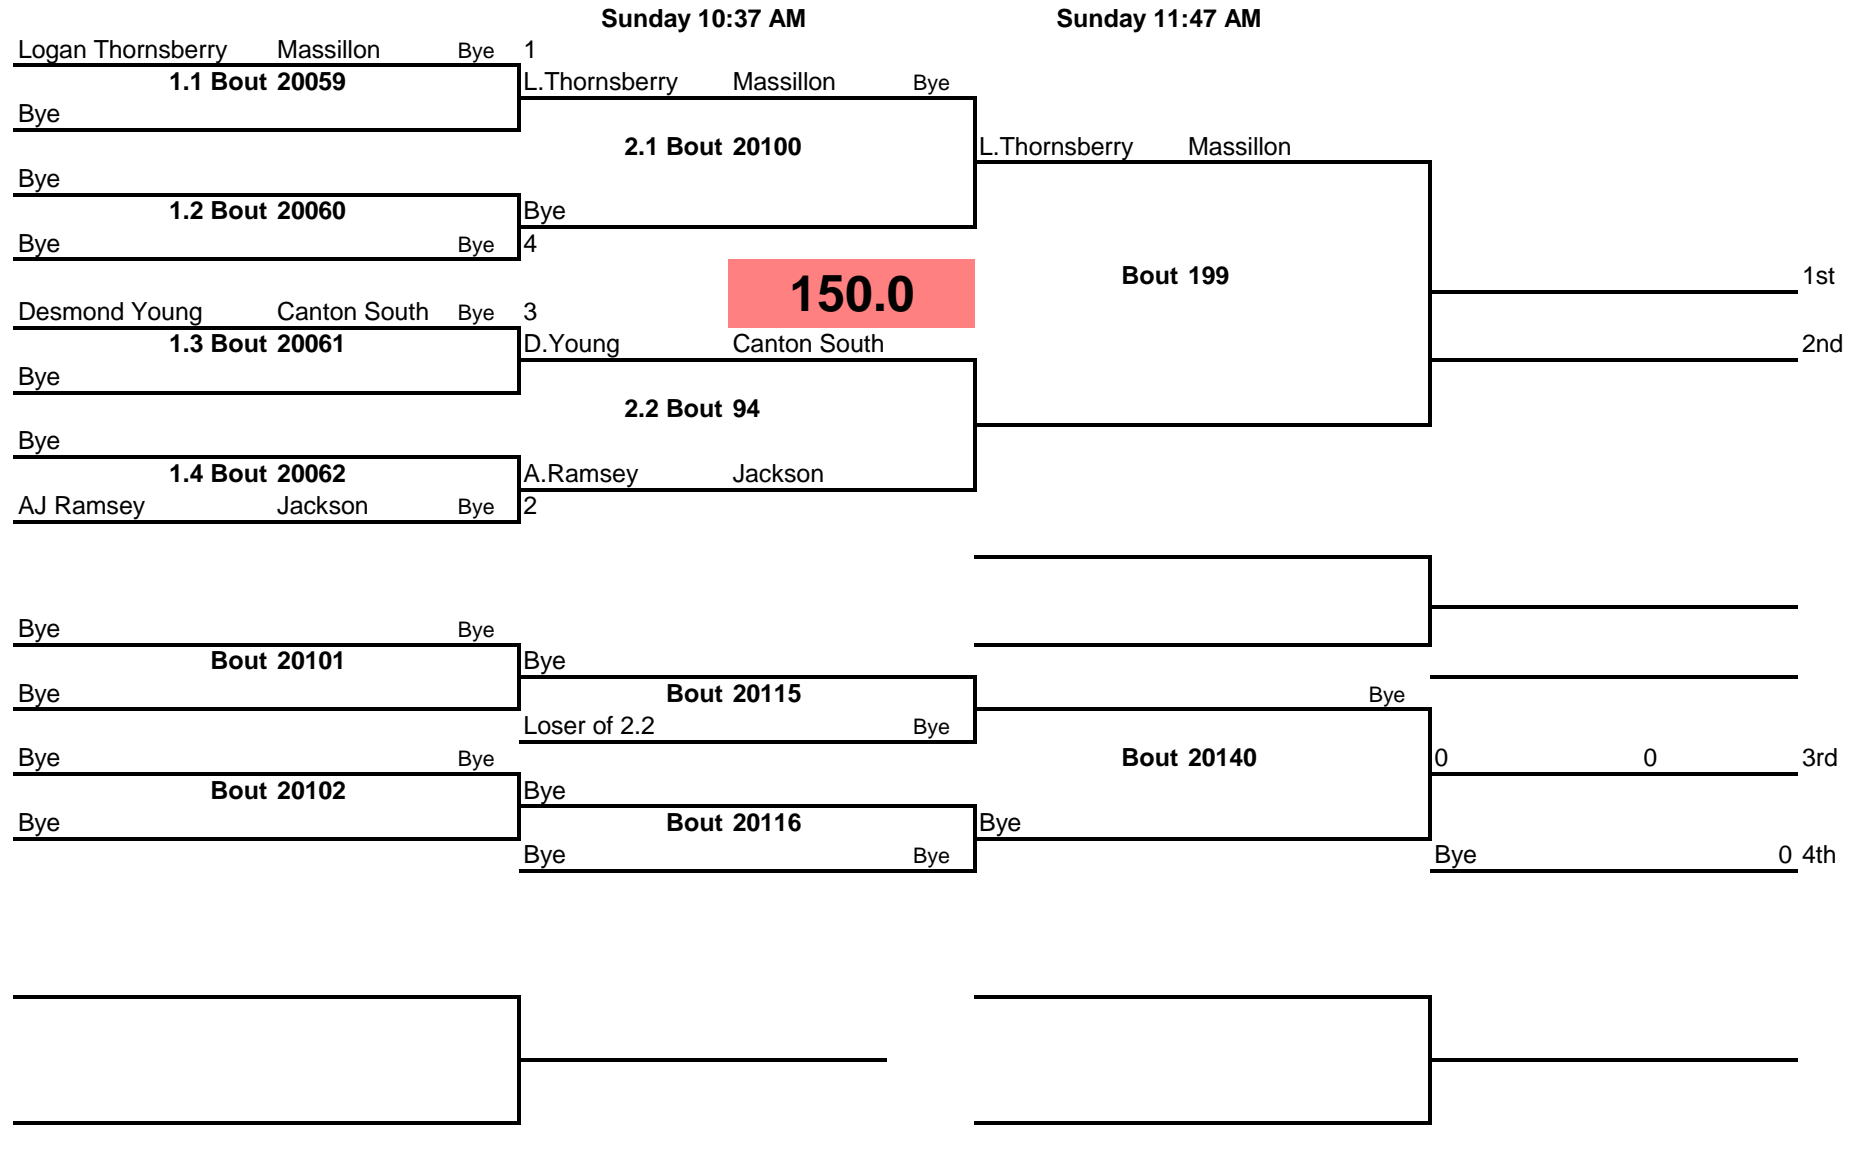 Sunday 10:37 AM Sunday 11:47 AM
Logan Thornsberry Massillon Bye 1
1.1 Bout 20059 L.Thornsberry Massillon Bye
Bye
2.1 Bout 20100 L.Thornsberry Massillon
Bye
1.2 Bout 20060 Bye
Bye Bye 4
150.0 Bout 199 1st
Desmond Young Canton South Bye 3
1.3 Bout 20061 D.Young Canton South 2nd
Bye
2.2 Bout 94
Bye
1.4 Bout 20062 A.Ramsey Jackson
AJ Ramsey Jackson Bye 2
Bye Bye
Bout 20101 Bye
Bye Bout 20115 Bye
Loser of 2.2 Bye
Bye Bye Bout 20140 0 0 3rd
Bout 20102 Bye
Bye Bout 20116 Bye
Bye Bye Bye 0 4th